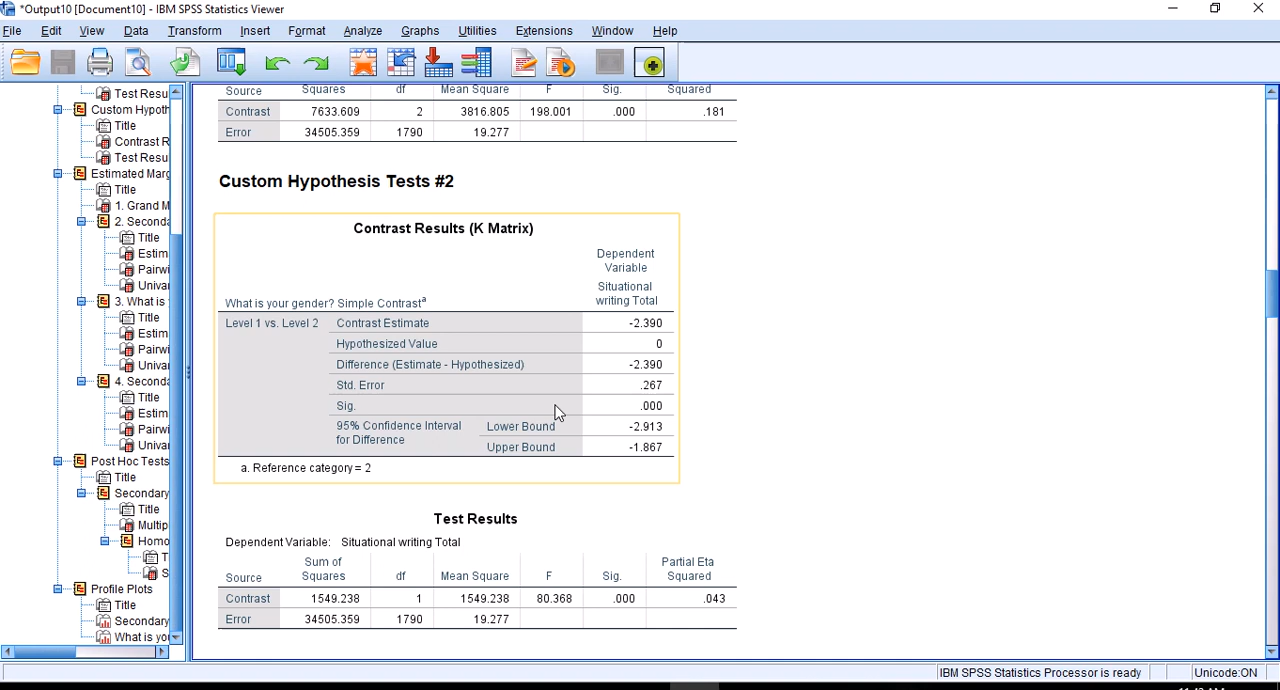 *Output10 [Document10] - IBM SPSS Statistics Viewer
File Edit View Data Transform Insert Format Analyze Graphs Utilities Extensions Window Help
Test Resu
Custom Hypoth
Title
Contrast R
Test Resu
Estimated Marg
Title
1. Grand M
2. Seconda
Title
Estim
Pairwi
Univa
3. What is
Title
Estim
Pairwi
Univa
4. Seconda
Title
Estim
Pairwi
Univa
Post Hoc Tests
Title
Secondary
Title
Multip
Homo
T
S
Profile Plots
Title
Secondary
What is yo
Source Squares df Mean Square F Sig. Squared
Contrast 7633.609 2 3816.805 198.001 .000 .181
Error 34505.359 1790 19.277
Custom Hypothesis Tests #2
Contrast Results (K Matrix)
Dependent
Variable
Situational
writing Total
What is your gender? Simple Contrast a
Level 1 vs. Level 2 Contrast Estimate -2.390
Hypothesized Value 0
Difference (Estimate - Hypothesized) -2.390
Std. Error .267
Sig. .000
95% Confidence Interval for Difference Lower Bound -2.913
Upper Bound -1.867
a. Reference category = 2
Test Results
Dependent Variable: Situational writing Total
Source Sum of Squares df Mean Square F Sig. Partial Eta Squared
Contrast 1549.238 1 1549.238 80.368 .000 .043
Error 34505.359 1790 19.277
IBM SPSS Statistics Processor is ready Unicode:ON